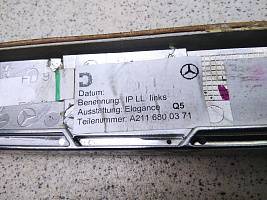 D
Datum:
Benennung: IP LL links
Ausstattung: Elegance Q5
Teilenummer: A211 680 03 71